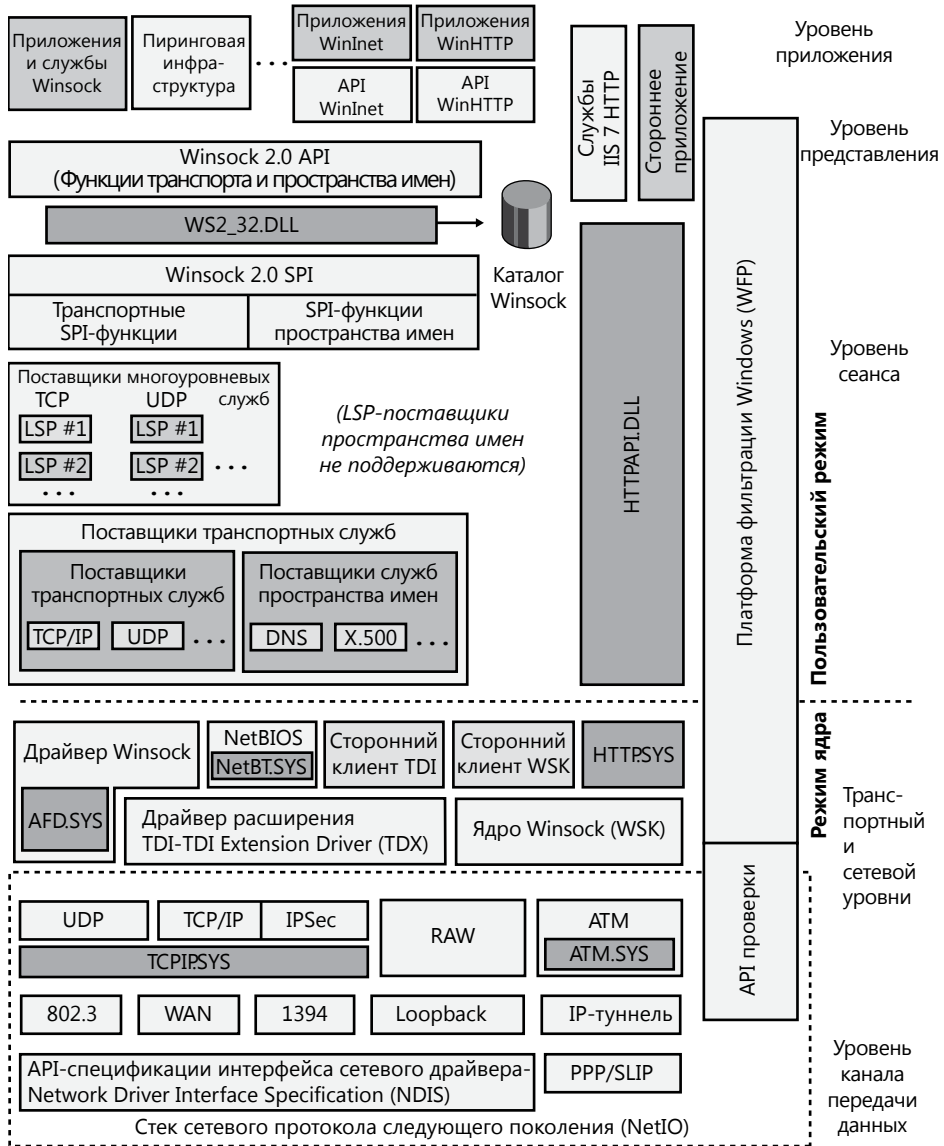 Приложения
и службы
Winsock
Пиринговая
инфра-
структура
...
Приложения
WinInet
Приложения
WinHTTP
API
WinInet
API
WinHTTP
Службы
IIS 7 HTTP
Стороннее
приложение
Уровень
приложения
Уровень
представления
Winsock 2.0 API
(Функции транспорта и пространства имен)
WS2_32.DLL
Каталог
Winsock
Winsock 2.0 SPI
Транспортные
SPI-функции
SPI-функции
пространства имен
Уровень
сеанса
Поставщики многоуровневых
служб
TCP
UDP
LSP #1
LSP #1
LSP #2
LSP #2
...
...
...
(LSP-поставщики
пространства имен
не поддерживаются)
HTTPAPI.DLL
Платформа фильтрации Windows (WFP)
Пользовательский режим
Поставщики транспортных служб
Поставщики
транспортных служб
TCP/IP
UDP
...
Поставщики служб
пространства имен
DNS
X.500
...
Режим ядра
Драйвер Winsock
AFD.SYS
NetBIOS
NetBT.SYS
Сторонний
клиент TDI
Сторонний
клиент WSK
HTTP.SYS
Драйвер расширения
TDI-TDI Extension Driver (TDX)
Ядро Winsock (WSK)
Транс-
портный
и
сетевой
уровни
API проверки
UDP
TCP/IP
IPSec
TCPIP.SYS
RAW
ATM
ATM.SYS
802.3
WAN
1394
Loopback
IP-туннель
API-спецификации интерфейса сетевого драйвера-
Network Driver Interface Specification (NDIS)
PPP/SLIP
Уровень
канала
передачи
данных
Стек сетевого протокола следующего поколения (NetIO)